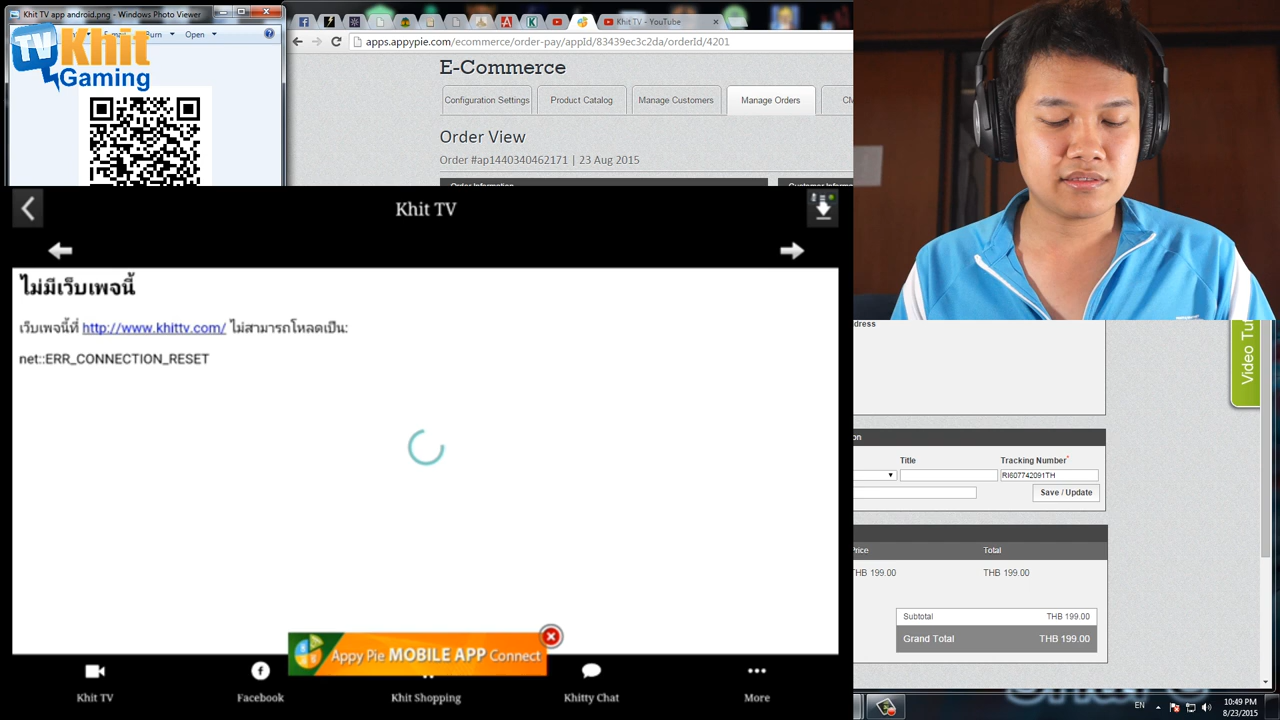 Khit TV app android.png - Windows Photo Viewer
TV Khit
Gaming
Burn
Open
Khit TV - YouTube
apps.appypie.com/ecommerce/order-pay/appId/83439ec3c2da/orderId/4201
E-Commerce
Configuration Settings
Product Catalog
Manage Customers
Manage Orders
Order View
Order #ap1440340462171 | 23 Aug 2015
Order Information
Khit TV
ไม่มีเว็บเพจนี้
เว็บเพจนี้ที่ http://www.khittv.com/ ไม่สามารถโหลดเป็น:
net::ERR_CONNECTION_RESET
Appy Pie MOBILE APP Connect
Khit TV
Facebook
Khit Shopping
Khitty Chat
More
dress
Video Tu
on
Title
Tracking Number*
RI607742091TH
Save / Update
Price
Total
THB 199.00
THB 199.00
Subtotal
THB 199.00
Grand Total
THB 199.00
EN
10:49 PM
8/23/2015